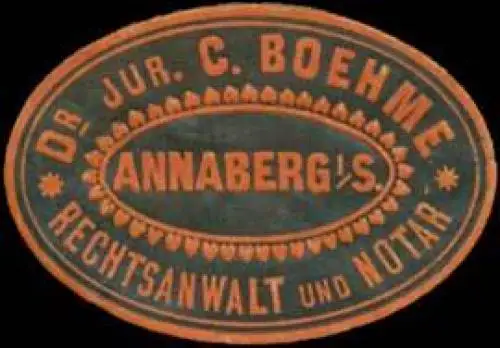 DR. JUR. C. BOEHME
ANNABERG I/S.
RECHTSANWALT UND NOTAR